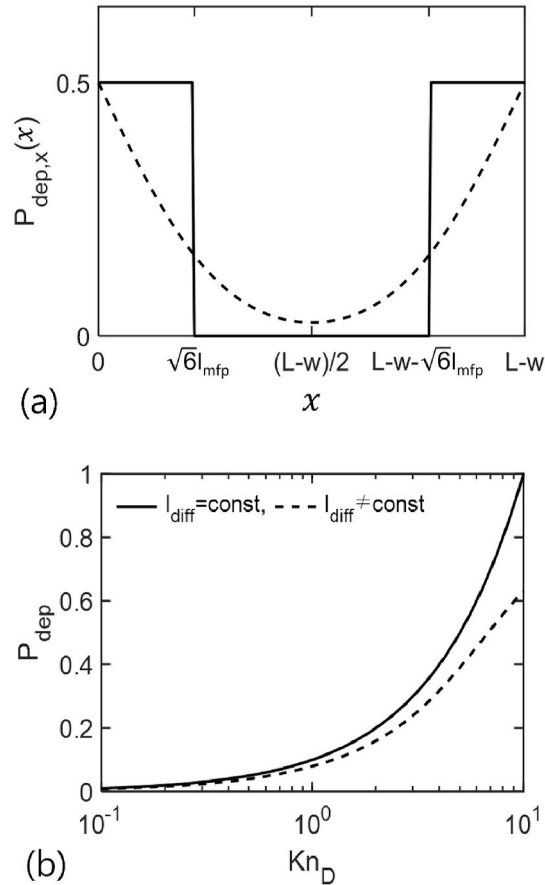 0.5
P_dep,x(x)
0
0 √6l_mfp (L-w)/2 L-w-√6l_mfp L-w
(a)
x
1
l_diff=const, l_diff≠const
0.8
0.6
P_dep
0.4
0.2
0
10^-1 10^0 10^1
(b)
Kn_D